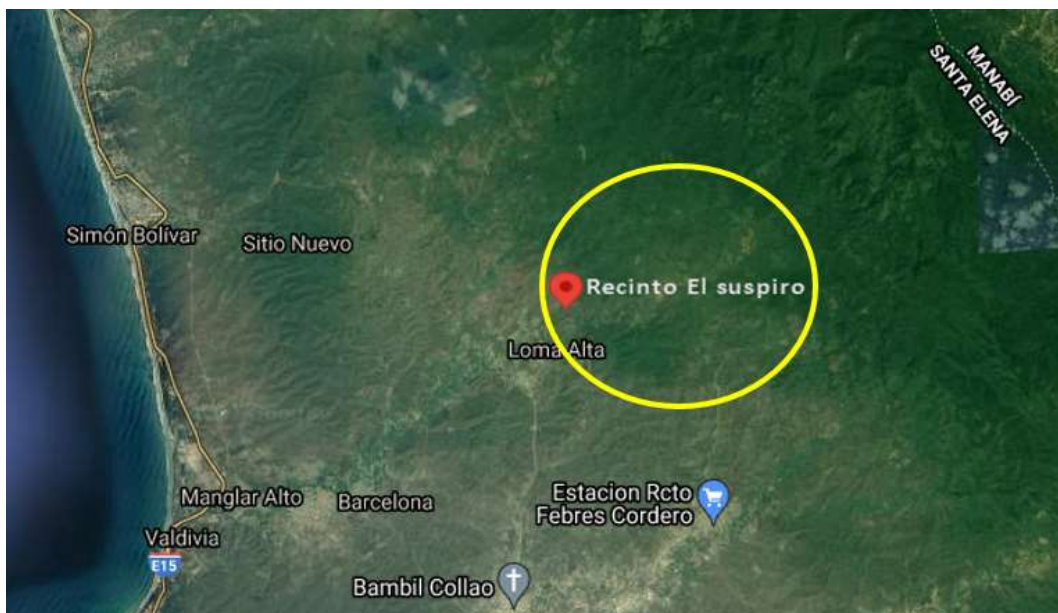 MANABÍ
SANTA ELENA
Simón Bolívar
Sitio Nuevo
Recinto El suspiro
Loma Alta
Manglar Alto
Barcelona
Estacion Rcto
Febres Cordero
Valdivia
E15
Bambil Collao